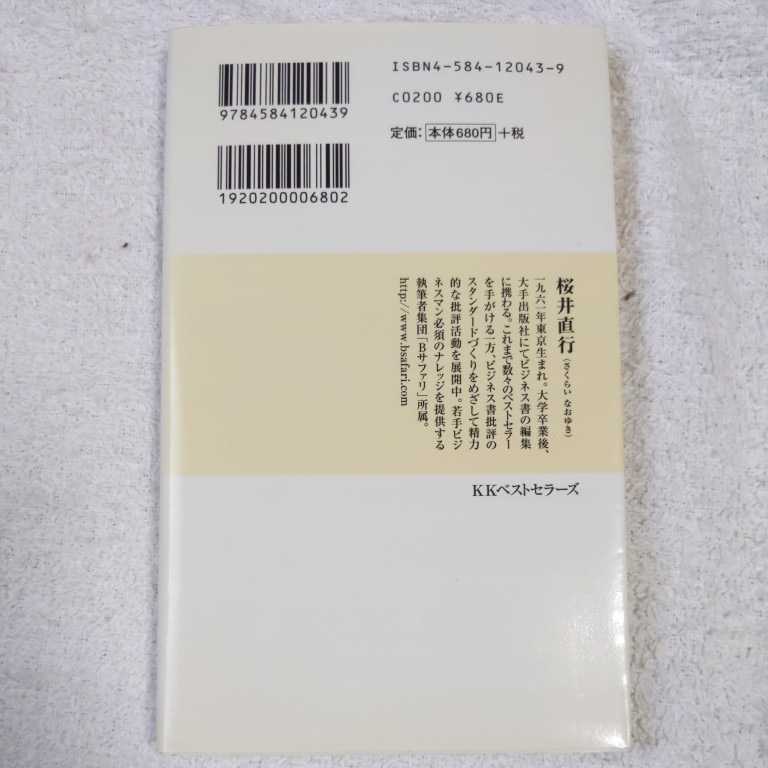 ISBN4-584-12043-9
C0200 ¥680E
定価：本体680円+税
9784584120439
1920200006802
桜井直行(さくらい なおゆき)
一九六一年東京生まれ。大学卒業後、
大手出版社にてビジネス書の編集
に携わる。これまで数々のベストセラー
を手がける一方、ビジネス書批評の
スタンダードづくりをめざして精力
的な批評活動を展開中。若手ビジ
ネスマン必須のナレッジを提供する
執筆者集団「Bサファリ」所属。
http://www.bsafari.com
KKベストセラーズ